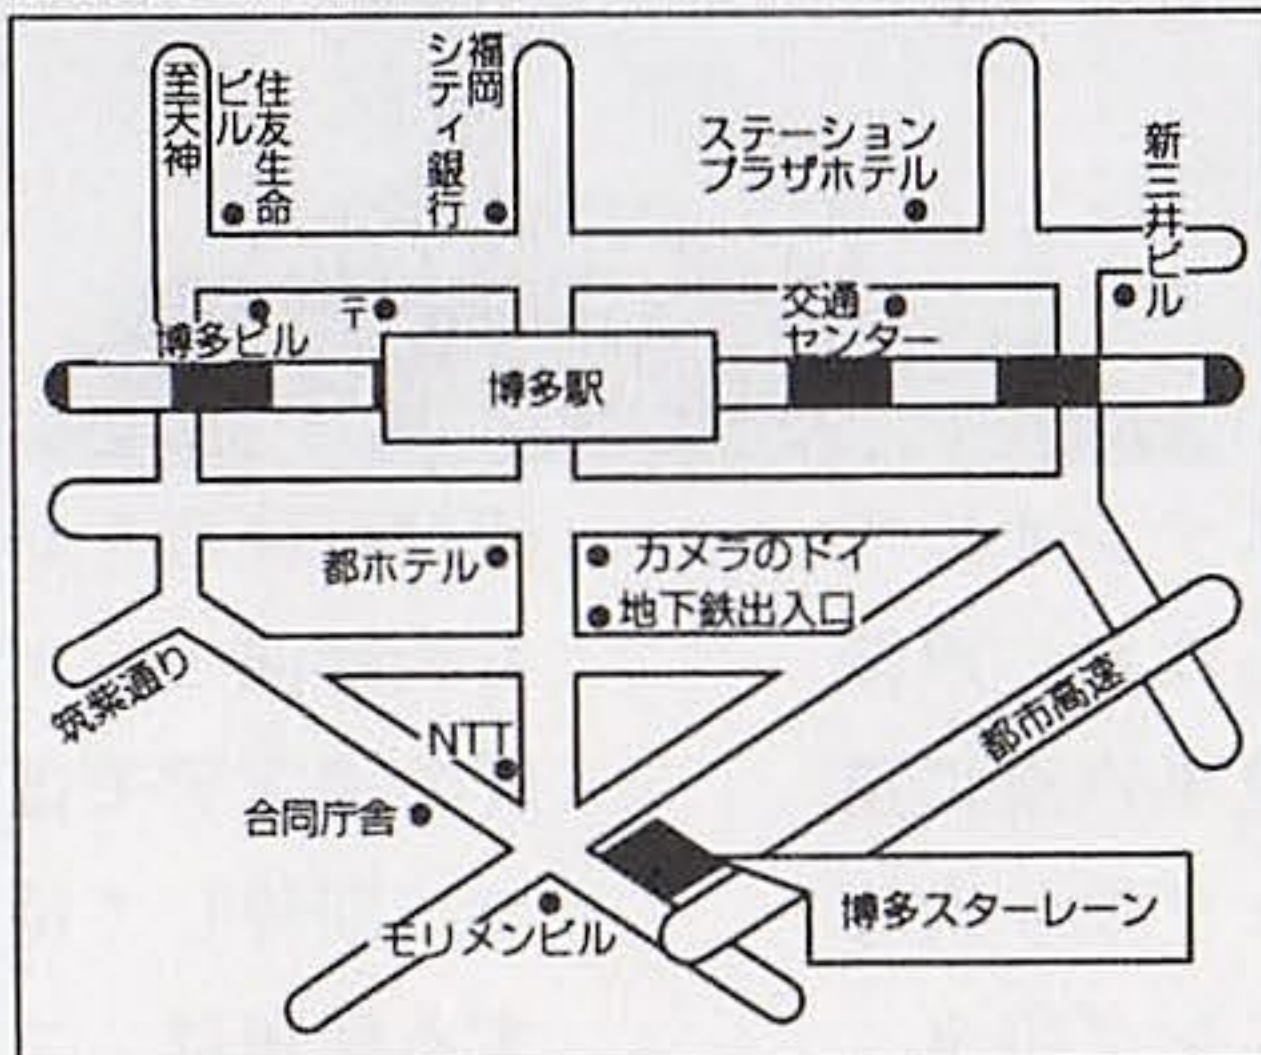 至天神
住友生命
ビル
福岡
シティ銀行
ステーション
プラザホテル
新三井ビル
博多ビル
〒
交通
センター
博多駅
都ホテル
カメラのドイ
地下鉄出入口
筑紫通り
NTT
都市高速
合同庁舎
モリメンビル
博多スターレーン